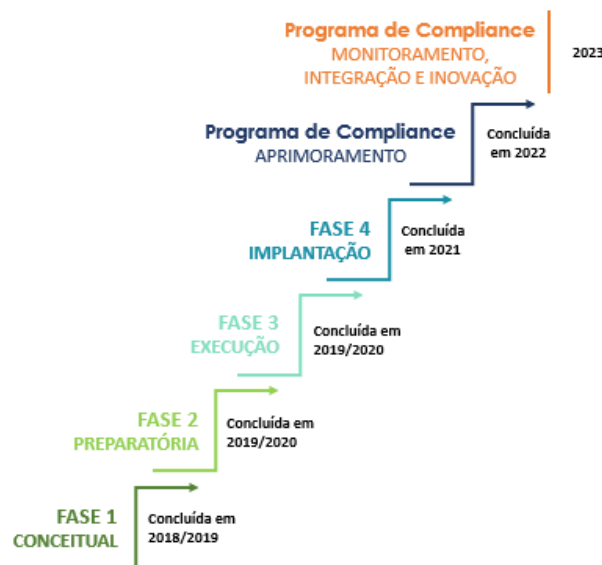 Programa de Compliance
MONITORAMENTO,
INTEGRAÇÃO E INOVAÇÃO
2023
Programa de Compliance
APRIMORAMENTO
Concluída
em 2022
FASE 4
IMPLANTAÇÃO
Concluída
em 2021
FASE 3
EXECUÇÃO
Concluída em
2019/2020
FASE 2
PREPARATÓRIA
Concluída em
2019/2020
FASE 1
CONCEITUAL
Concluída em
2018/2019